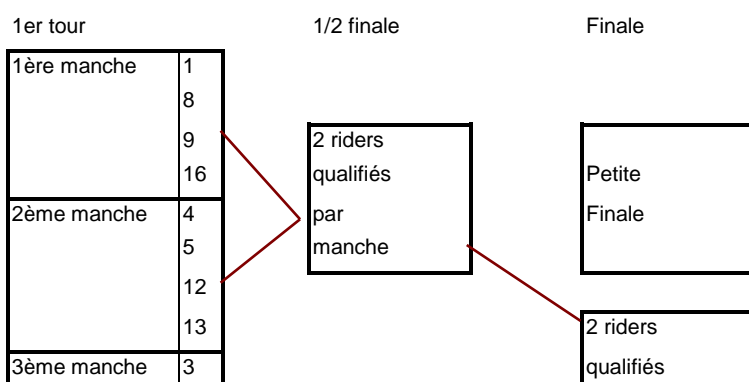 1er tour 1/2 finale Finale
1ère manche 1
8
9 2 riders
16 qualifiés Petite
2ème manche 4 par Finale
5 manche
12
13 2 riders
3ème manche 3 qualifiés